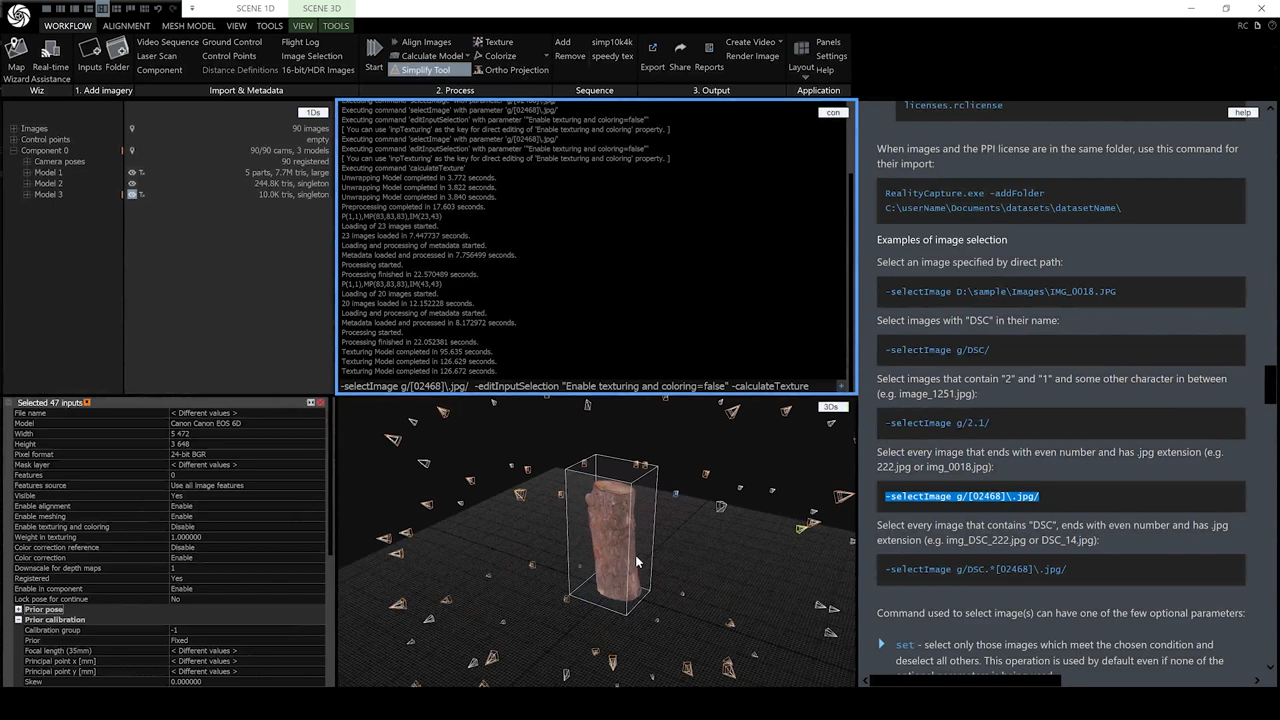 SCENE 1D
SCENE 3D
RC
WORKFLOW
ALIGNMENT
MESH MODEL
VIEW
TOOLS
VIEW
TOOLS
Map
Wizard
Real-time
Assistance
Inputs
Folder
Video Sequence
Laser Scan
Component
Ground Control
Control Points
Distance Definitions
Flight Log
Image Selection
16-bit/HDR Images
Start
Align Images
Calculate Model
Simplify Tool
Texture
Colorize
Ortho Projection
Add
Remove
simp10k4k
speedy tex
Export
Share
Reports
Create Video
Render Image
Layout
Panels
Settings
Help
Wiz
1. Add imagery
Import & Metadata
2. Process
Sequence
3. Output
Application
1Ds
Images 90 images
Control points empty
Component 0 90/90 cams, 3 models
Camera poses 90 registered
Model 1 5 parts, 7.7M tris, large
Model 2 244.8K tris, singleton
Model 3 10.0K tris, singleton
con
Executing command 'selectImage' with parameter 'g/[02468]\.jpg/'
Executing command 'selectImage' with parameter 'g/[02468]\.jpg/'
Executing command 'editInputSelection' with parameter '"Enable texturing and coloring=false"'
[ You can use 'inpTexturing' as the key for direct editing of 'Enable texturing and coloring' property. ]
Executing command 'selectImage' with parameter 'g/[02468]\.jpg/'
Executing command 'editInputSelection' with parameter '"Enable texturing and coloring=false"'
[ You can use 'inpTexturing' as the key for direct editing of 'Enable texturing and coloring' property. ]
Executing command 'calculateTexture'
Unwrapping Model completed in 3.772 seconds.
Unwrapping Model completed in 3.822 seconds.
Unwrapping Model completed in 3.840 seconds.
Preprocessing completed in 17.603 seconds.
P(1,1),MP(83,83,83),IM(23,43)
Loading of 23 images started.
23 images loaded in 7.447737 seconds.
Loading and processing of metadata started.
Metadata loaded and processed in 7.756499 seconds.
Processing started.
Processing finished in 22.570489 seconds.
P(1,1),MP(83,83,83),IM(43,43)
Loading of 20 images started.
20 images loaded in 12.152228 seconds.
Loading and processing of metadata started.
Metadata loaded and processed in 8.172972 seconds.
Processing started.
Processing finished in 22.052381 seconds.
Texturing Model completed in 95.635 seconds.
Texturing Model completed in 126.629 seconds.
Texturing Model completed in 126.672 seconds.
-selectImage g/[02468]\.jpg/ -editInputSelection "Enable texturing and coloring=false" -calculateTexture
Selected 47 inputs
File name < Different values >
Model Canon Canon EOS 6D
Width 5 472
Height 3 648
Pixel format 24-bit BGR
Mask layer < Different values >
Features 0
Features source Use all image features
Visible Yes
Enable alignment Enable
Enable meshing Enable
Enable texturing and coloring Disable
Weight in texturing 1.000000
Color correction reference Disable
Color correction Enable
Downscale for depth maps 1
Registered Yes
Enable in component Enable
Lock pose for continue No
Prior pose
Prior calibration
Calibration group -1
Prior Fixed
Focal length (35mm) < Different values >
Principal point x [mm] < Different values >
Principal point y [mm] < Different values >
Skew 0.000000
3Ds
help
licenses.rclicense
When images and the PPI license are in the same folder, use this command for
their import:
RealityCapture.exe -addFolder
C:\userName\Documents\datasets\datasetName\
Examples of image selection
Select an image specified by direct path:
-selectImage D:\sample\Images\IMG_0018.JPG
Select images with "DSC" in their name:
-selectImage g/DSC/
Select images that contain "2" and "1" and some other character in between
(e.g. image_1251.jpg):
-selectImage g/2.1/
Select every image that ends with even number and has .jpg extension (e.g.
222.jpg or img_0018.jpg):
-selectImage g/[02468]\.jpg/
Select every image that contains "DSC", ends with even number and has .jpg
extension (e.g. img_DSC_222.jpg or DSC_14.jpg):
-selectImage g/DSC.*[02468]\.jpg/
Command used to select image(s) can have one of the few optional parameters:
set - select only those images which meet the chosen condition and
deselect all others. This operation is used by default even if none of the